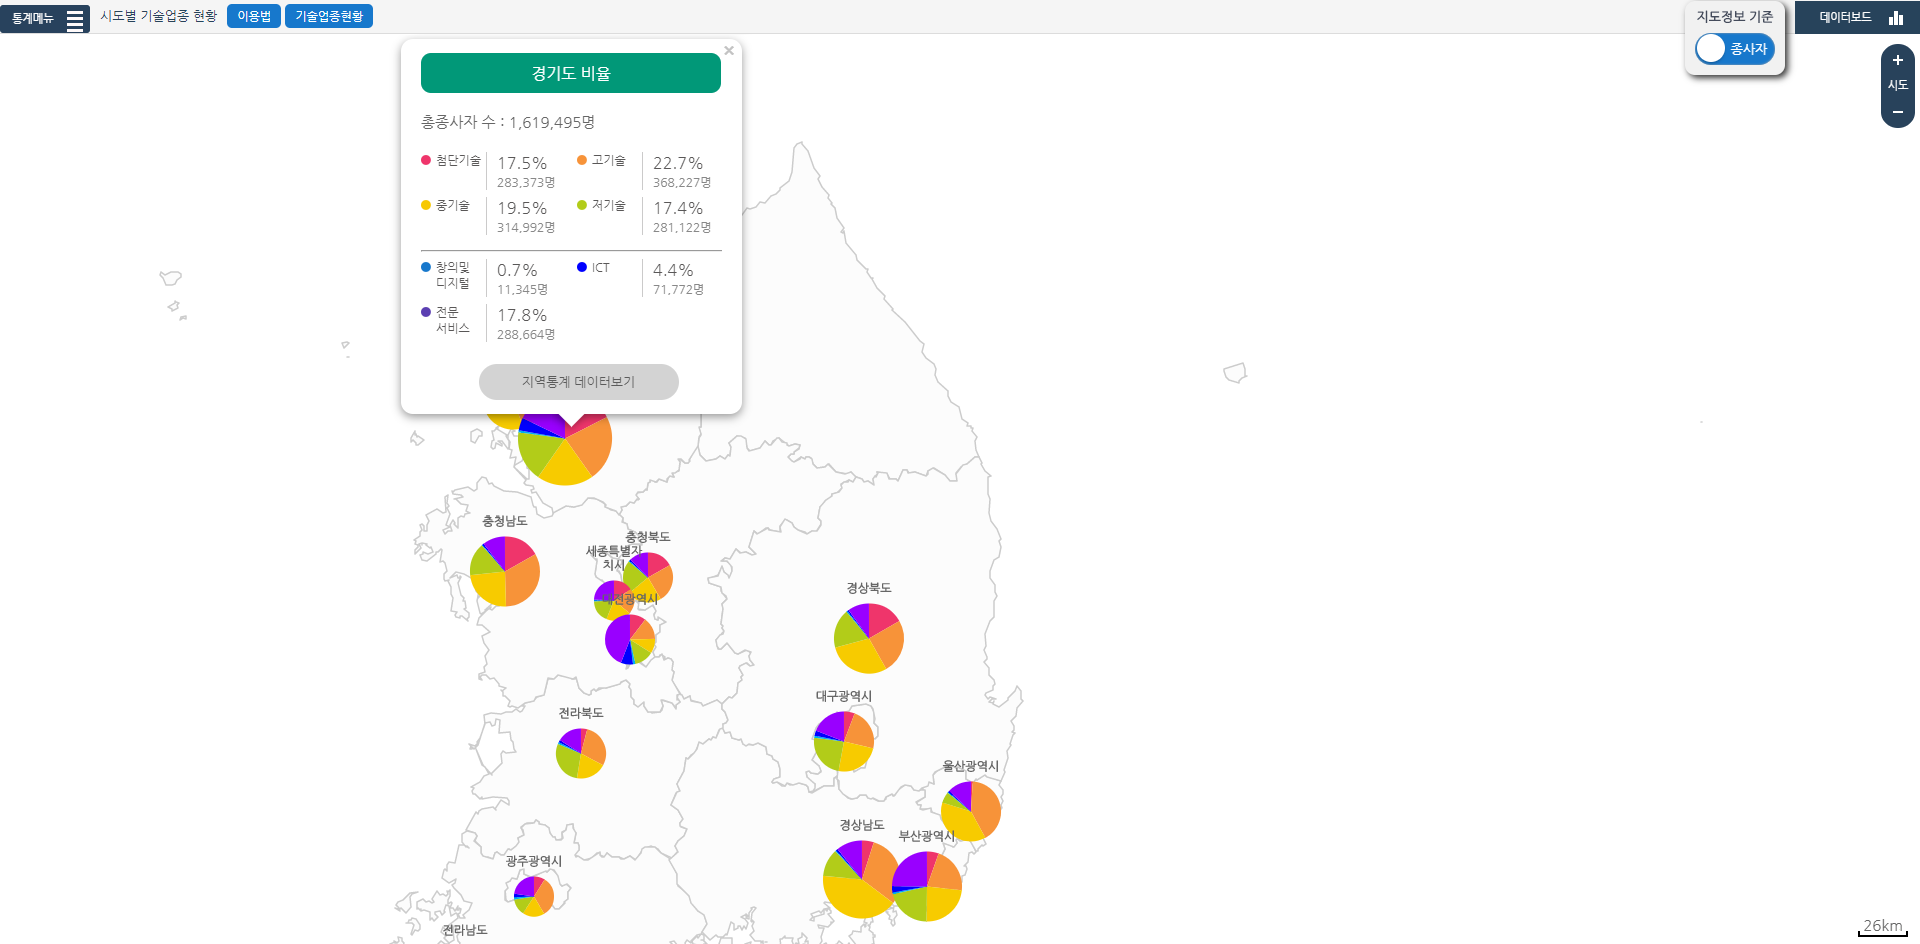 통계메뉴
시도별 기술업종 현황
이용법
기술업종현황
지도정보 기준
종사자
데이터보드
+
시도
−
×
경기도 비율
총종사자 수 : 1,619,495명
첨단기술 17.5% 고기술 22.7%
283,373명 368,227명
중기술 19.5% 저기술 17.4%
314,992명 281,122명
창의및 0.7% ICT 4.4%
디지털 11,345명 71,772명
전문 17.8%
서비스 288,664명
지역통계 데이터보기
충청남도
충청북도
세종특별자
치시
대전광역시
경상북도
대구광역시
전라북도
울산광역시
경상남도
부산광역시
광주광역시
전라남도
26km